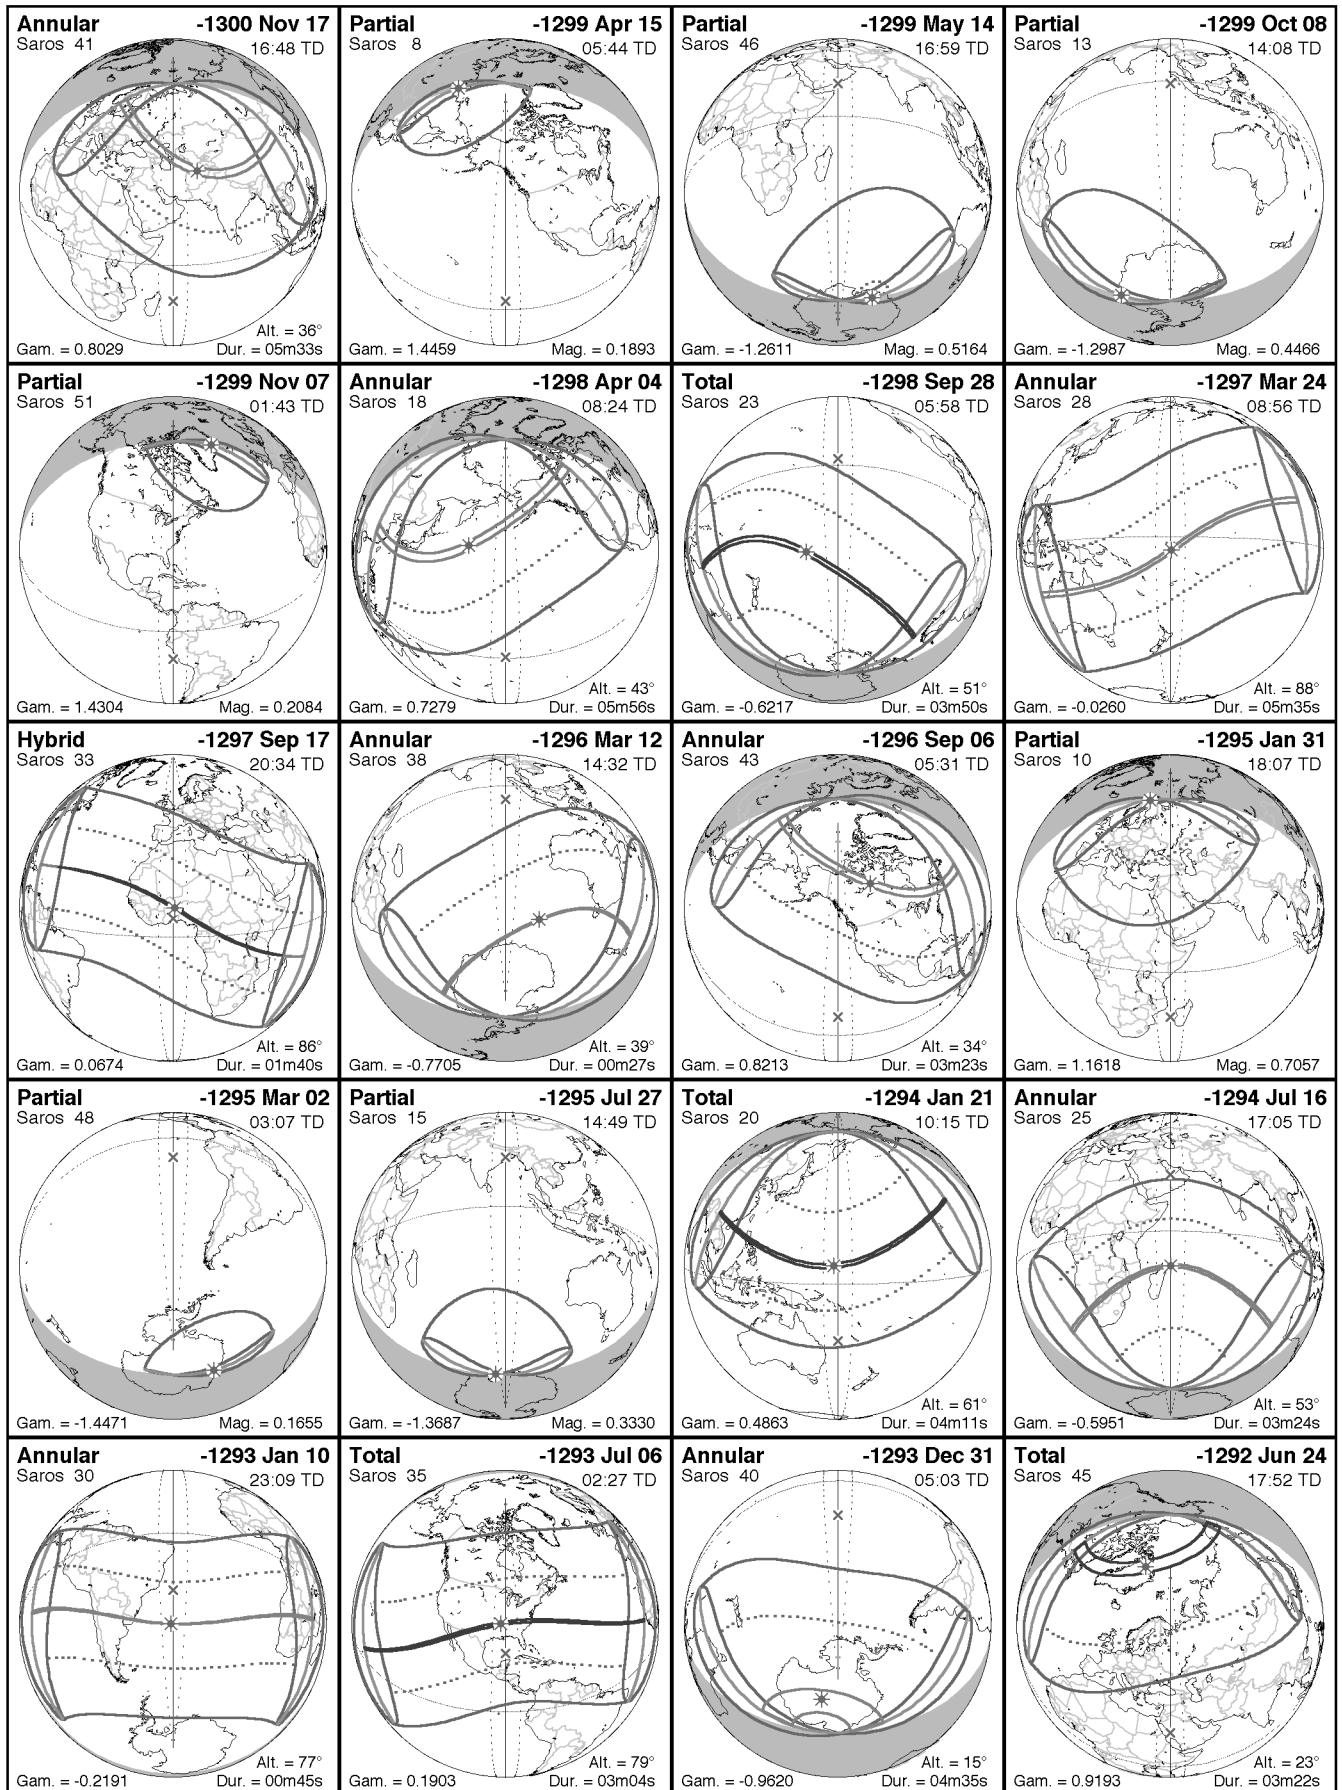 Annular -1300 Nov 17
Saros 41 16:48 TD
Alt. = 36°
Gam. = 0.8029 Dur. = 05m33s
Partial -1299 Apr 15
Saros 8 05:44 TD
Gam. = 1.4459 Mag. = 0.1893
Partial -1299 May 14
Saros 46 16:59 TD
Gam. = -1.2611 Mag. = 0.5164
Partial -1299 Oct 08
Saros 13 14:08 TD
Gam. = -1.2987 Mag. = 0.4466
Partial -1299 Nov 07
Saros 51 01:43 TD
Gam. = 1.4304 Mag. = 0.2084
Annular -1298 Apr 04
Saros 18 08:24 TD
Alt. = 43°
Gam. = 0.7279 Dur. = 05m56s
Total -1298 Sep 28
Saros 23 05:58 TD
Alt. = 51°
Gam. = -0.6217 Dur. = 03m50s
Annular -1297 Mar 24
Saros 28 08:56 TD
Alt. = 88°
Gam. = -0.0260 Dur. = 05m35s
Hybrid -1297 Sep 17
Saros 33 20:34 TD
Alt. = 86°
Gam. = 0.0674 Dur. = 01m40s
Annular -1296 Mar 12
Saros 38 14:32 TD
Alt. = 39°
Gam. = -0.7705 Dur. = 00m27s
Annular -1296 Sep 06
Saros 43 05:31 TD
Alt. = 34°
Gam. = 0.8213 Dur. = 03m23s
Partial -1295 Jan 31
Saros 10 18:07 TD
Gam. = 1.1618 Mag. = 0.7057
Partial -1295 Mar 02
Saros 48 03:07 TD
Gam. = -1.4471 Mag. = 0.1655
Partial -1295 Jul 27
Saros 15 14:49 TD
Gam. = -1.3687 Mag. = 0.3330
Total -1294 Jan 21
Saros 20 10:15 TD
Alt. = 61°
Gam. = 0.4863 Dur. = 04m11s
Annular -1294 Jul 16
Saros 25 17:05 TD
Alt. = 53°
Gam. = -0.5951 Dur. = 03m24s
Annular -1293 Jan 10
Saros 30 23:09 TD
Alt. = 77°
Gam. = -0.2191 Dur. = 00m45s
Total -1293 Jul 06
Saros 35 02:27 TD
Alt. = 79°
Gam. = 0.1903 Dur. = 03m04s
Annular -1293 Dec 31
Saros 40 05:03 TD
Alt. = 15°
Gam. = -0.9620 Dur. = 04m35s
Total -1292 Jun 24
Saros 45 17:52 TD
Alt. = 23°
Gam. = 0.9193 Dur. = 03m22s